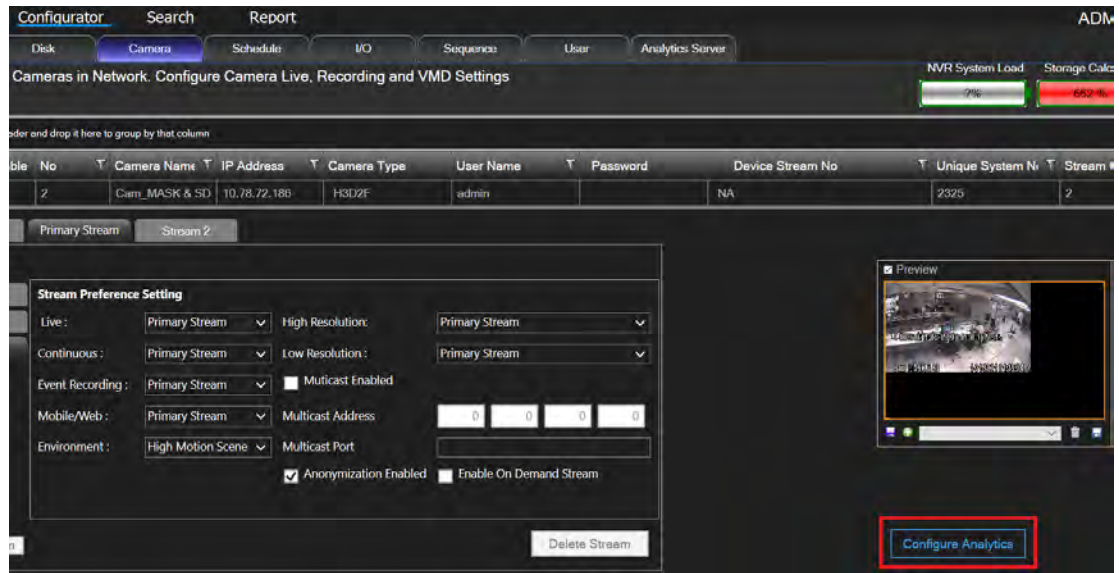 Configurator Search Report ADM
Disk Camera Schedule I/O Sequence User Analytics Server
Cameras in Network. Configure Camera Live, Recording and VMD Settings
NVR System Load Storage Calc
7% 652 %
ader and drop it here to group by that column
ble No Camera Name IP Address Camera Type User Name Password Device Stream No Unique System N Stream
2 Cam_MASK & SD 10.78.72.186 H3D2F admin NA 2325 2
Primary Stream Stream 2
Preview
Stream Preference Setting
Live : Primary Stream High Resolution: Primary Stream
Continuous : Primary Stream Low Resolution : Primary Stream
Event Recording : Primary Stream Muticast Enabled
Mobile/Web : Primary Stream Multicast Address 0 0 0 0
Environment : High Motion Scene Multicast Port
Anonymization Enabled Enable On Demand Stream
Delete Stream
Configure Analytics